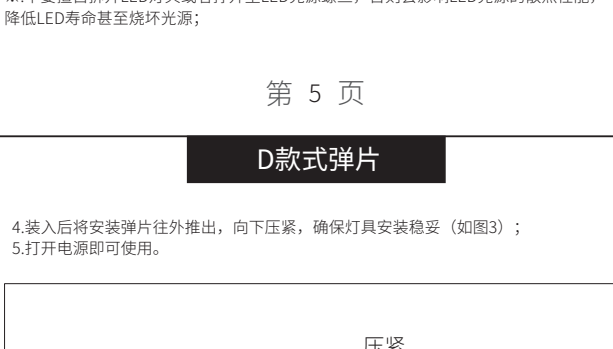 降低LED寿命甚至烧坏光源；
第 5 页
D款式弹片
4.装入后将安装弹片往外推出，向下压紧，确保灯具安装稳妥（如图3）；
5.打开电源即可使用。